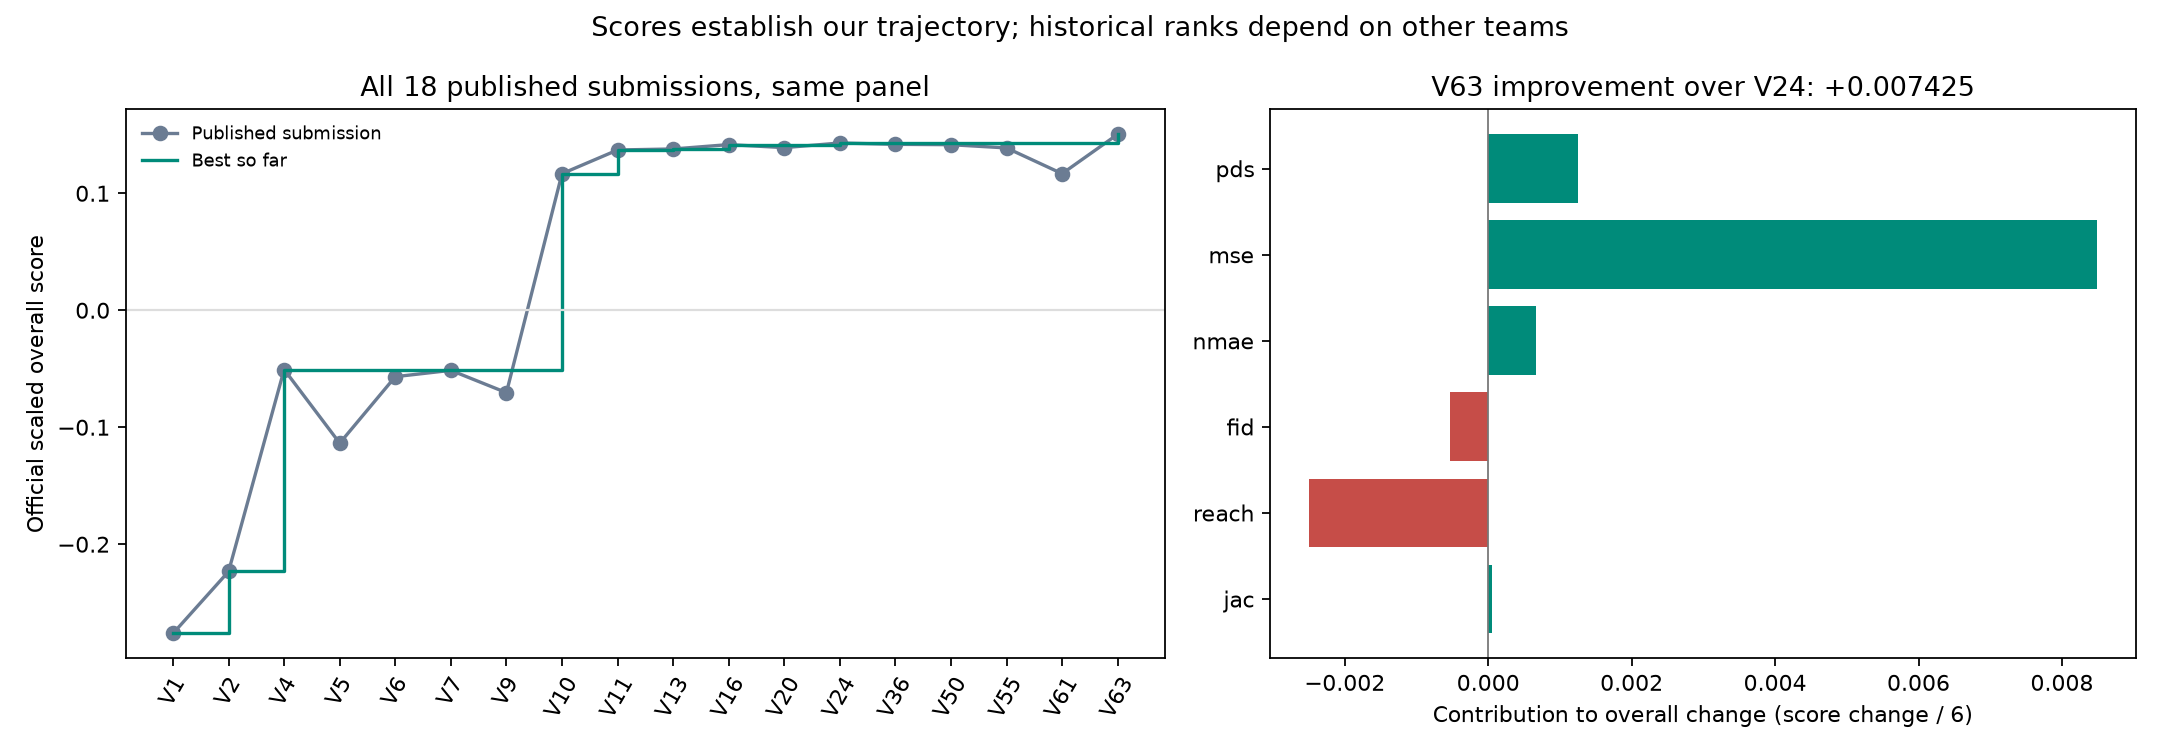 Scores establish our trajectory; historical ranks depend on other teams
All 18 published submissions, same panel
Published submission
Best so far
Official scaled overall score
0.1
0.0
−0.1
−0.2
V1
V2
V4
V5
V6
V7
V9
V10
V11
V13
V16
V20
V24
V36
V50
V55
V61
V63
V63 improvement over V24: +0.007425
pds
mse
nmae
fid
reach
jac
−0.002
0.000
0.002
0.004
0.006
0.008
Contribution to overall change (score change / 6)